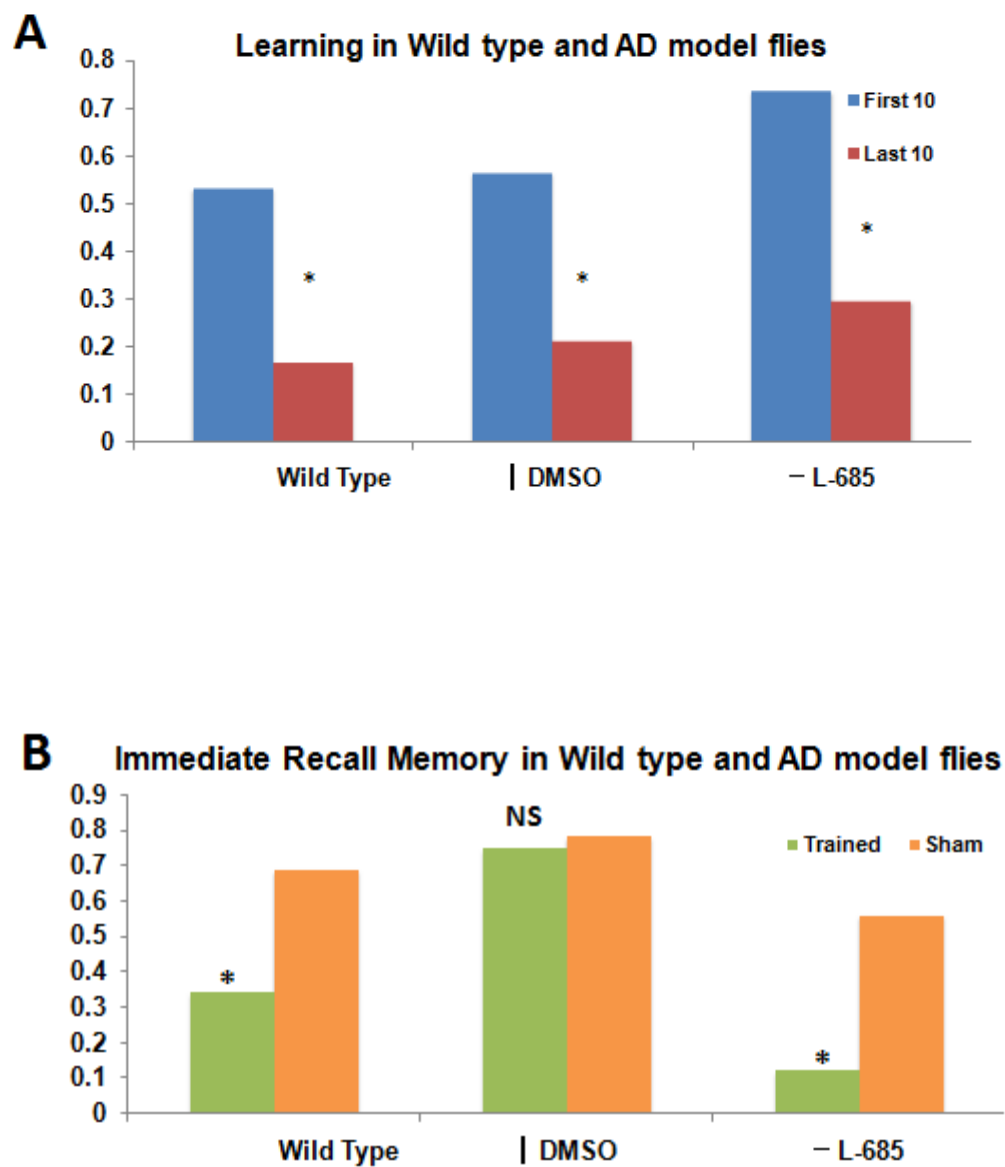 A
Learning in Wild type and AD model flies
0.8
0.7
0.6
0.5
0.4
0.3
0.2
0.1
0
First 10
Last 10
*
*
*
Wild Type | DMSO – L-685
B
Immediate Recall Memory in Wild type and AD model flies
0.9
0.8
0.7
0.6
0.5
0.4
0.3
0.2
0.1
0
NS
Trained Sham
*
*
Wild Type | DMSO – L-685